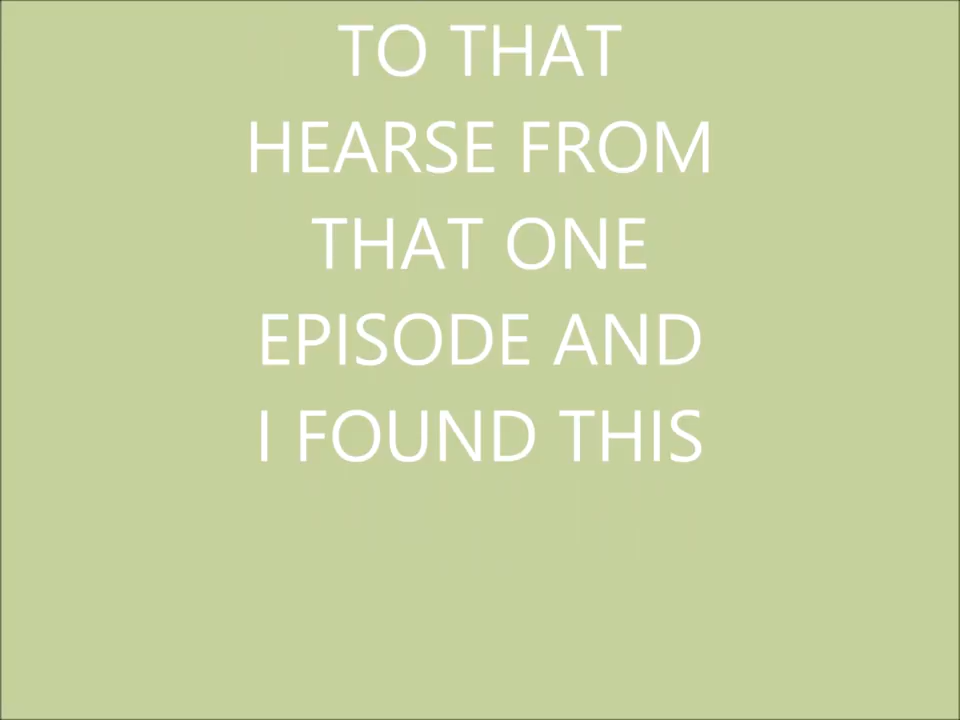 TO THAT
HEARSE FROM
THAT ONE
EPISODE AND
I FOUND THIS